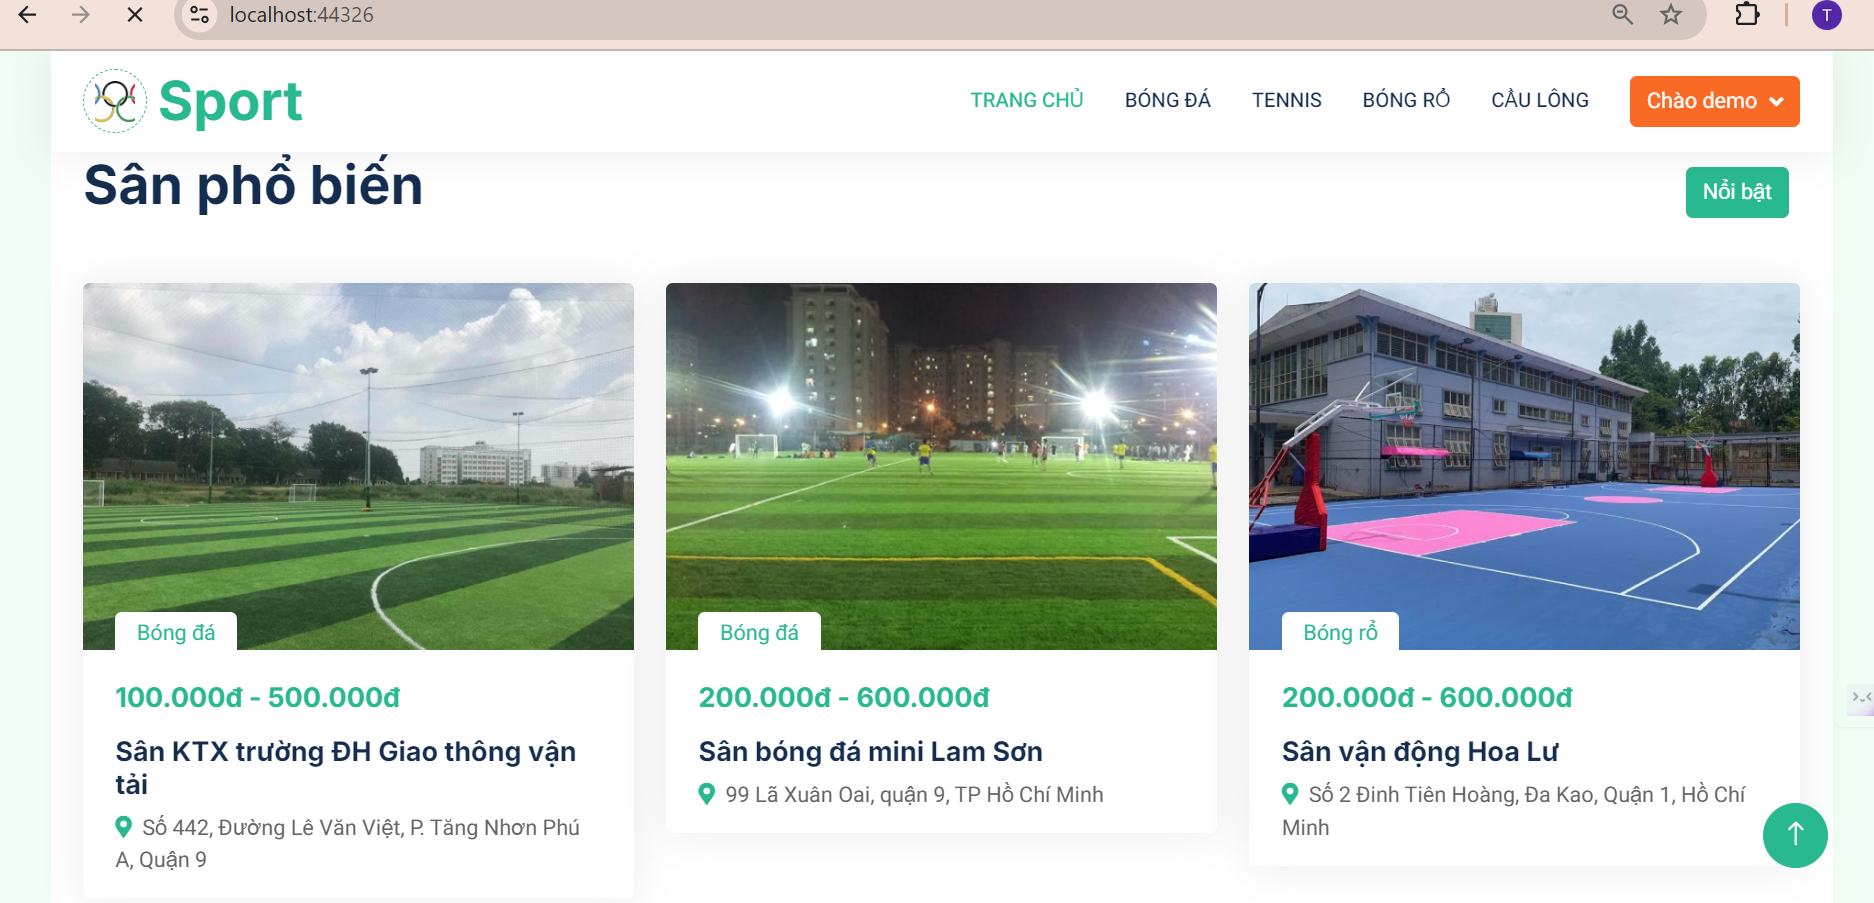 localhost:44326
T
Sport
TRANG CHỦ BÓNG ĐÁ TENNIS BÓNG RỔ CẦU LÔNG Chào demo
Sân phổ biến
Nổi bật
Bóng đá
100.000đ - 500.000đ
Sân KTX trường ĐH Giao thông vận
tải
Số 442, Đường Lê Văn Việt, P. Tăng Nhơn Phú
A, Quận 9
Bóng đá
200.000đ - 600.000đ
Sân bóng đá mini Lam Sơn
99 Lã Xuân Oai, quận 9, TP Hồ Chí Minh
Bóng rổ
200.000đ - 600.000đ
Sân vận động Hoa Lư
Số 2 Đinh Tiên Hoàng, Đa Kao, Quận 1, Hồ Chí
Minh